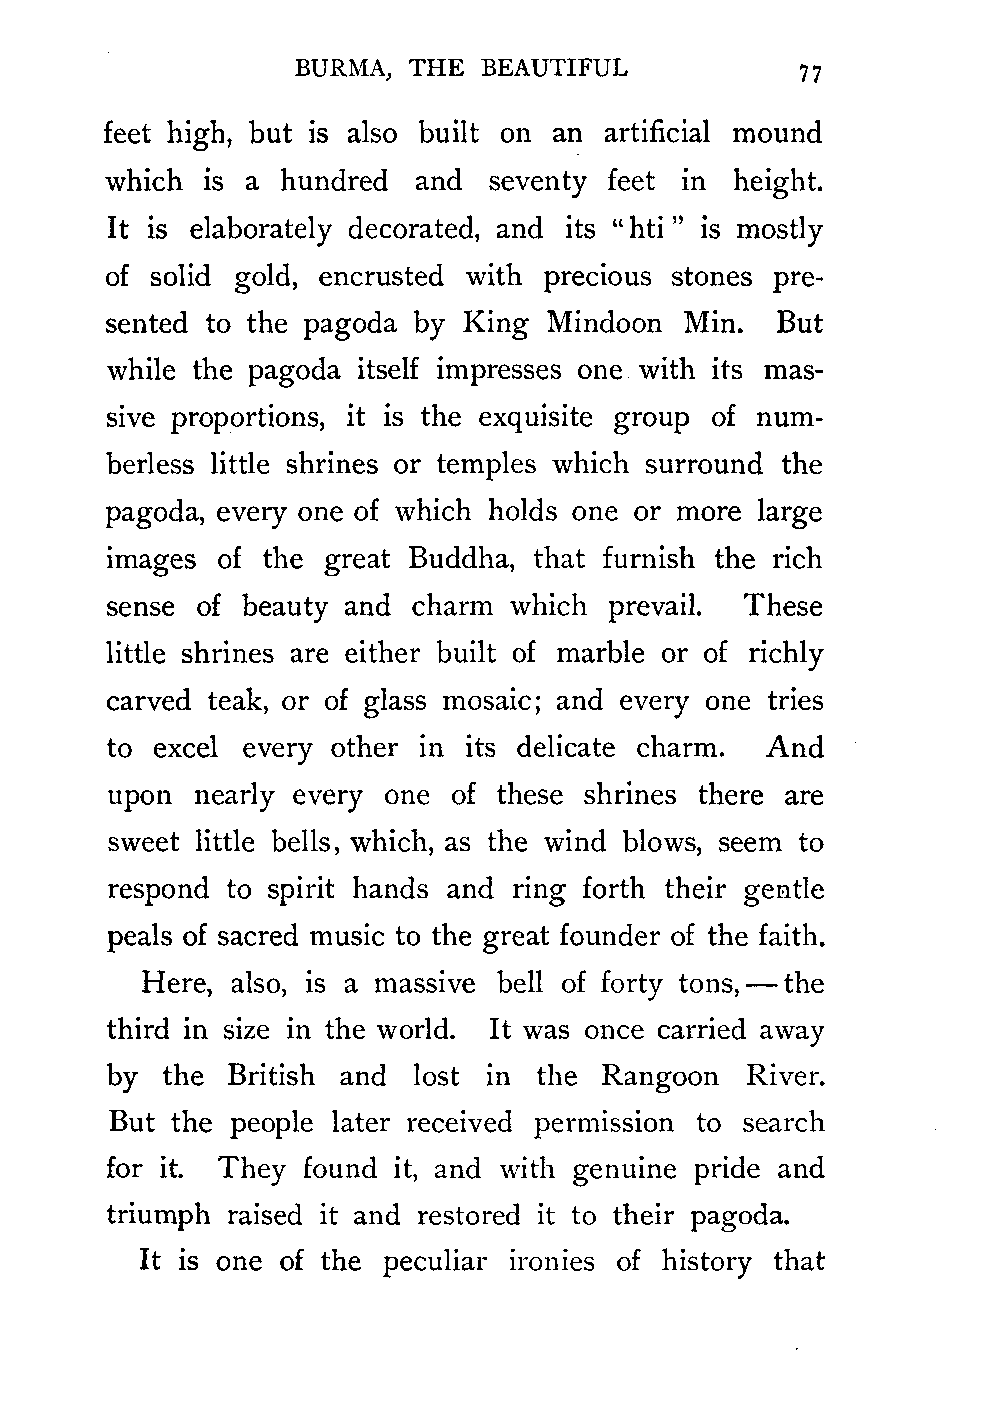 BURMA, THE BEAUTIFUL 77
feet high, but is also built on an artificial mound
which is a hundred and seventy feet in height.
It is elaborately decorated, and its “hti” is mostly
of solid gold, encrusted with precious stones pre-
sented to the pagoda by King Mindoon Min. But
while the pagoda itself impresses one with its mas-
sive proportions, it is the exquisite group of num-
berless little shrines or temples which surround the
pagoda, every one of which holds one or more large
images of the great Buddha, that furnish the rich
sense of beauty and charm which prevail. These
little shrines are either built of marble or of richly
carved teak, or of glass mosaic; and every one tries
to excel every other in its delicate charm. And
upon nearly every one of these shrines there are
sweet little bells, which, as the wind blows, seem to
respond to spirit hands and ring forth their gentle
peals of sacred music to the great founder of the faith.
Here, also, is a massive bell of forty tons,—the
third in size in the world. It was once carried away
by the British and lost in the Rangoon River.
But the people later received permission to search
for it. They found it, and with genuine pride and
triumph raised it and restored it to their pagoda.
It is one of the peculiar ironies of history that